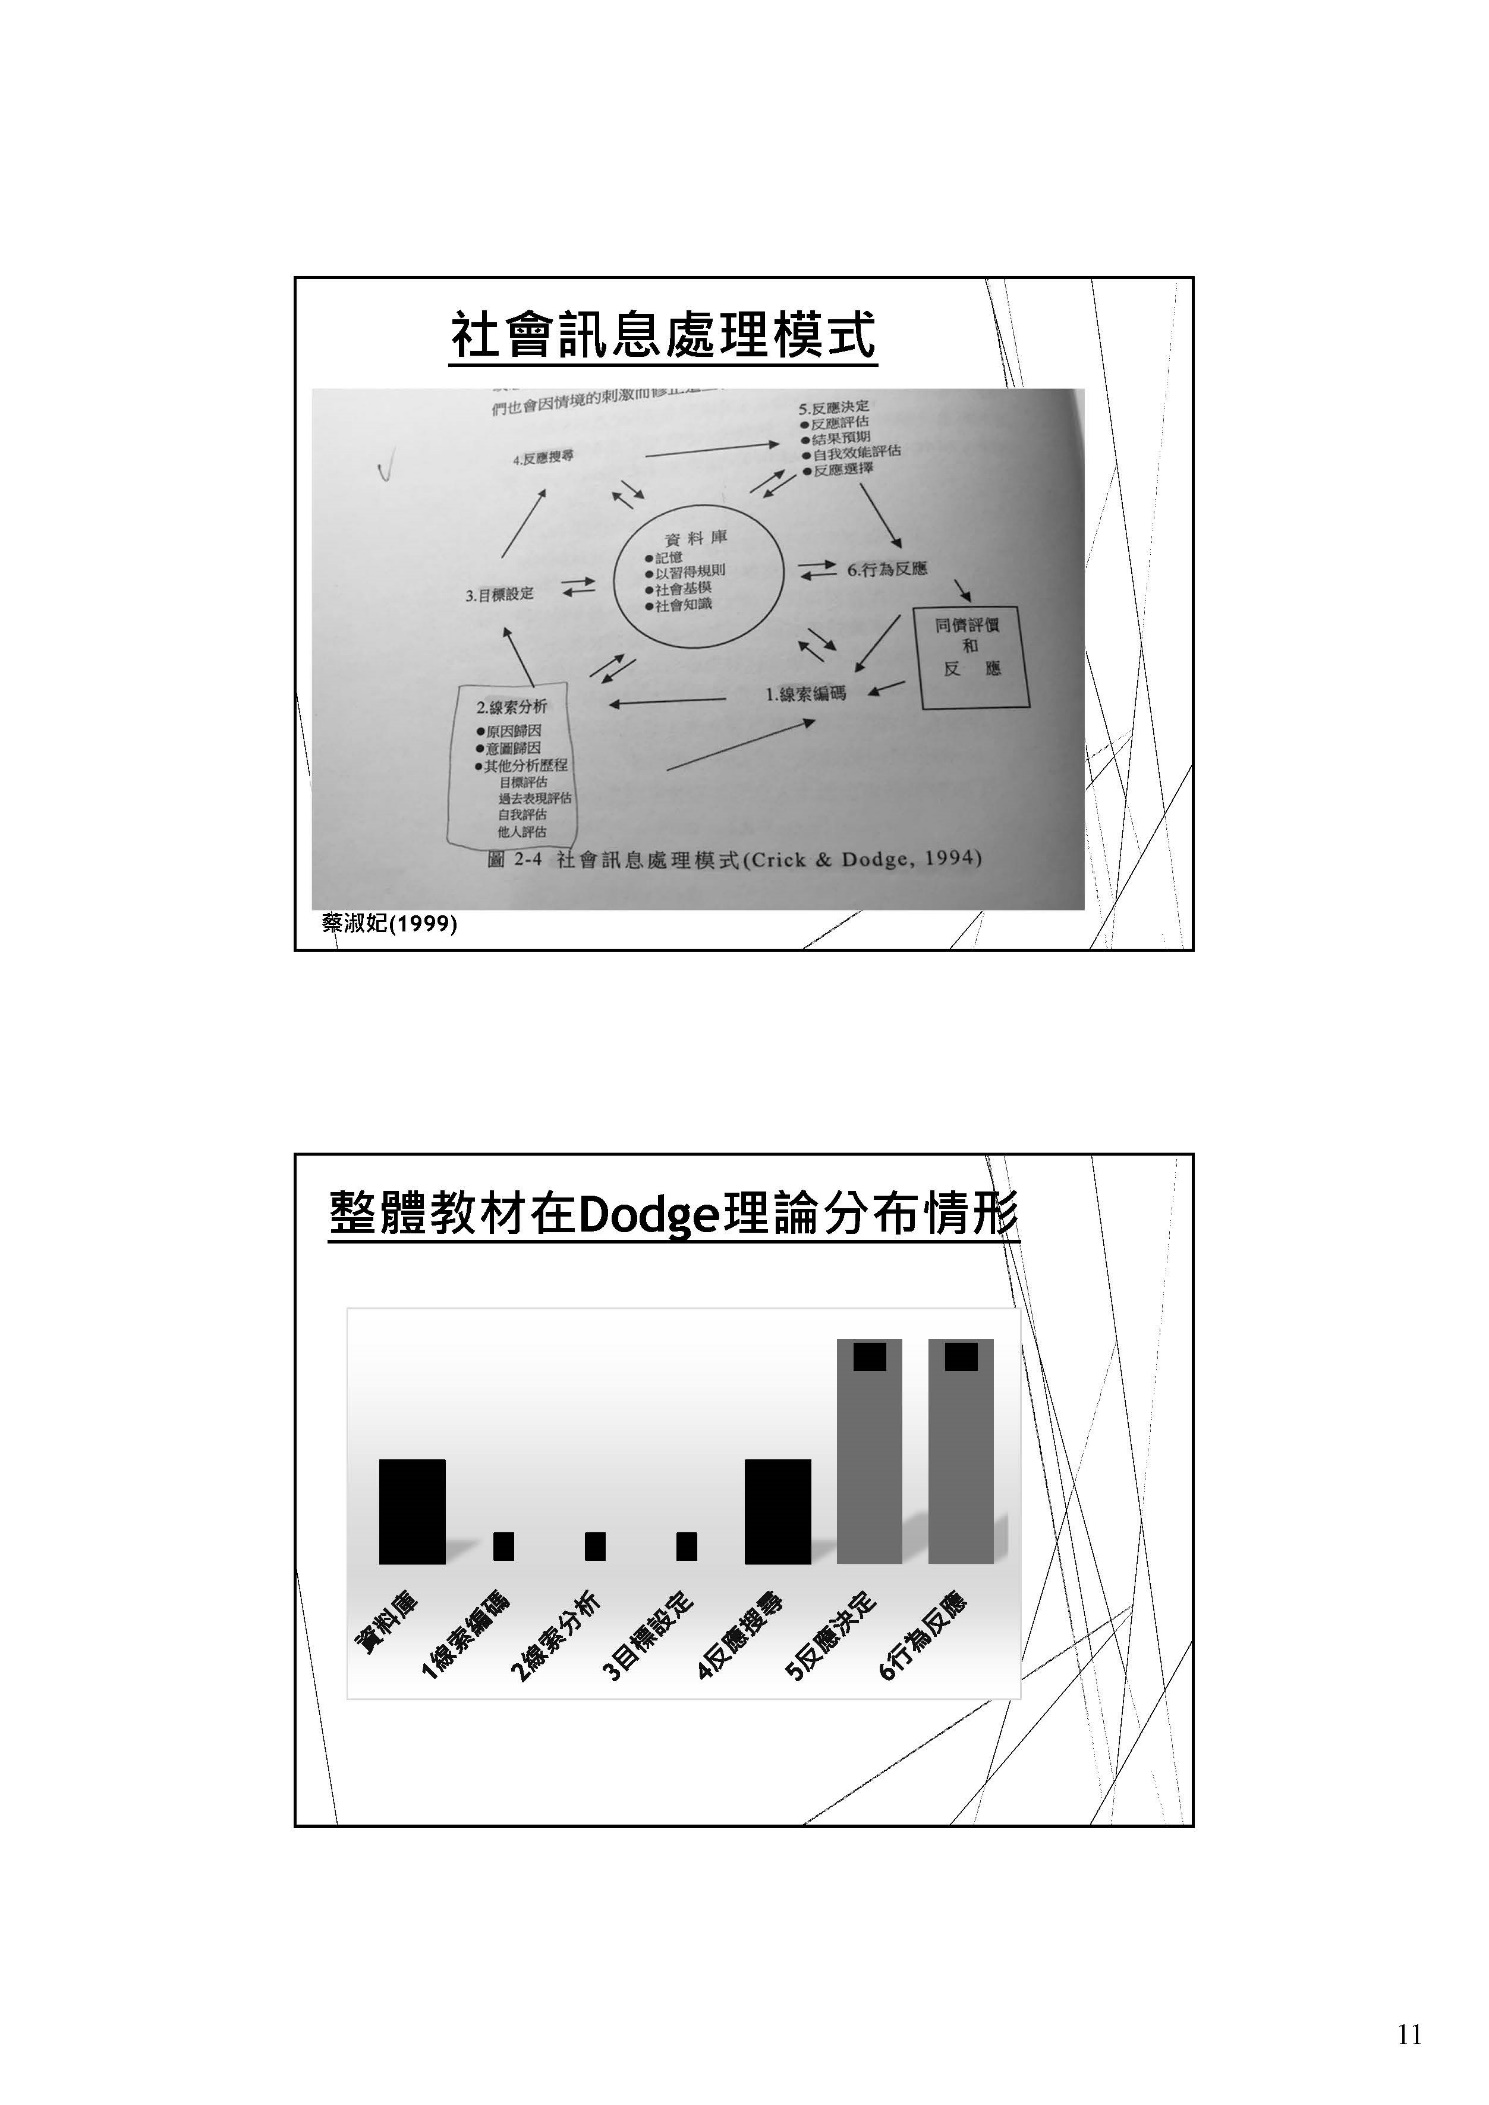 社會訊息處理模式
們也會因情境的刺激而修正
4.反應搜尋
5.反應決定
●反應評估
●結果預期
●自我效能評估
●反應選擇
資料庫
●記憶
●以習得規則
●社會基模
●社會知識
3.目標設定
6.行為反應
同儕評價
和
反 應
1.線索編碼
2.線索分析
●原因歸因
●意圖歸因
●其他分析歷程
目標評估
過去表現評估
自我評估
他人評估
圖 2-4 社會訊息處理模式(Crick & Dodge, 1994)
蔡淑妃(1999)
整體教材在Dodge理論分布情形
資料庫
1線索編碼
2線索分析
3目標設定
4反應搜尋
5反應決定
6行為反應
11